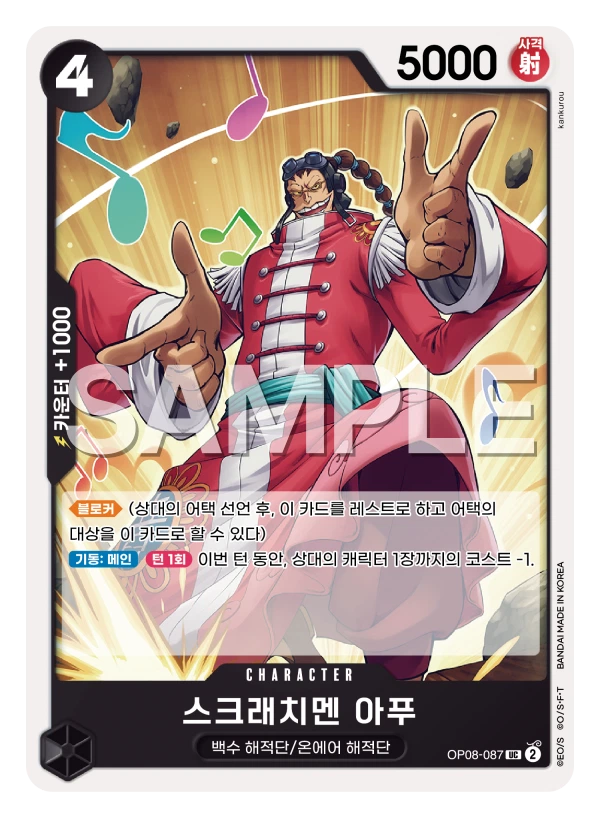 4
5000
사격
射
kankurou
⚡카운터 +1000
SAMPLE
블로커 (상대의 어택 선언 후, 이 카드를 레스트로 하고 어택의
대상을 이 카드로 할 수 있다)
기동: 메인 턴 1회 이번 턴 동안, 상대의 캐릭터 1장까지의 코스트 -1.
CHARACTER
스크래치멘 아푸
백수 해적단/온에어 해적단
OP08-087 UC 2
©EO/S ©O/S・F・T BANDAI MADE IN KOREA